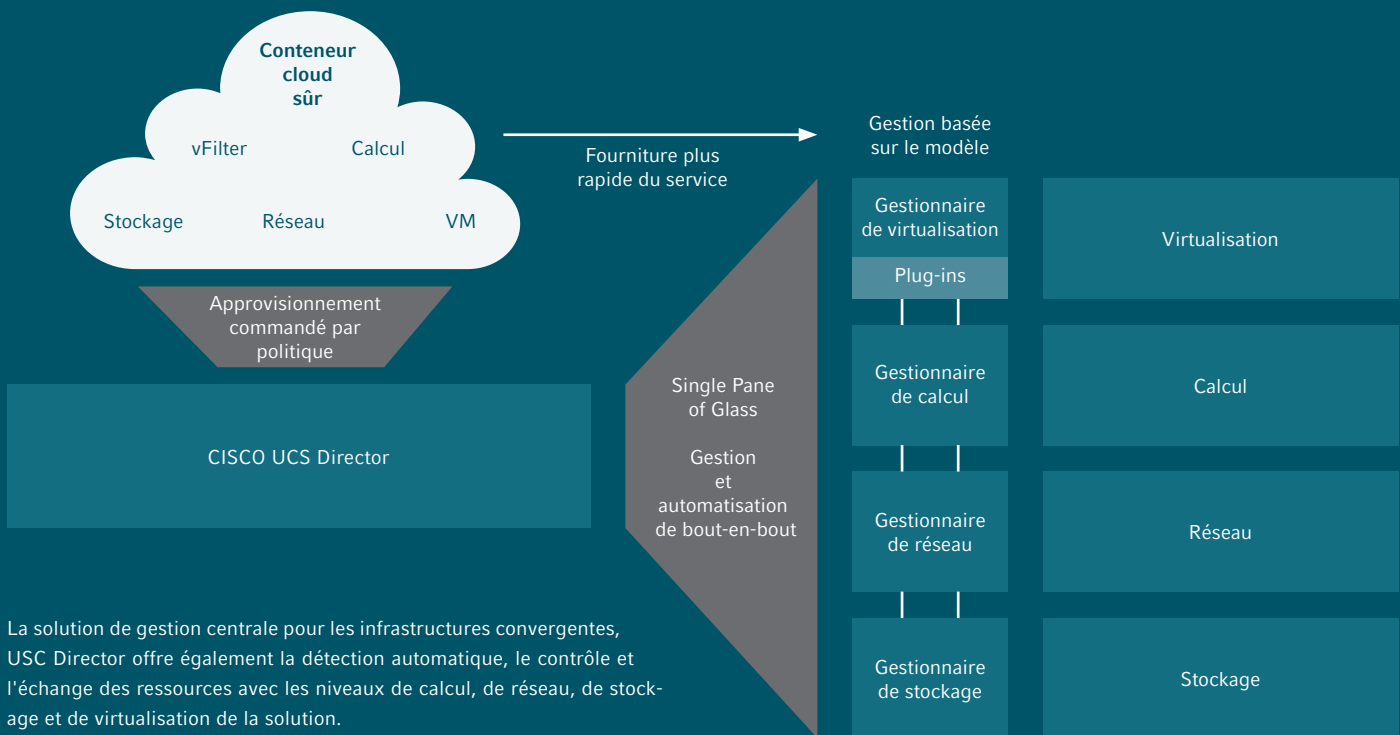 Conteneur
cloud
sûr
vFilter
Calcul
Stockage
Réseau
VM
Fourniture plus
rapide du service
Approvisionnement
commandé par
politique
CISCO UCS Director
Single Pane
of Glass
Gestion
et
automatisation
de bout-en-bout
Gestion basée
sur le modèle
Gestionnaire
de virtualisation
Plug-ins
Virtualisation
Gestionnaire
de calcul
Calcul
Gestionnaire
de réseau
Réseau
Gestionnaire
de stockage
Stockage
La solution de gestion centrale pour les infrastructures convergentes,
USC Director offre également la détection automatique, le contrôle et
l'échange des ressources avec les niveaux de calcul, de réseau, de stock-
age et de virtualisation de la solution.